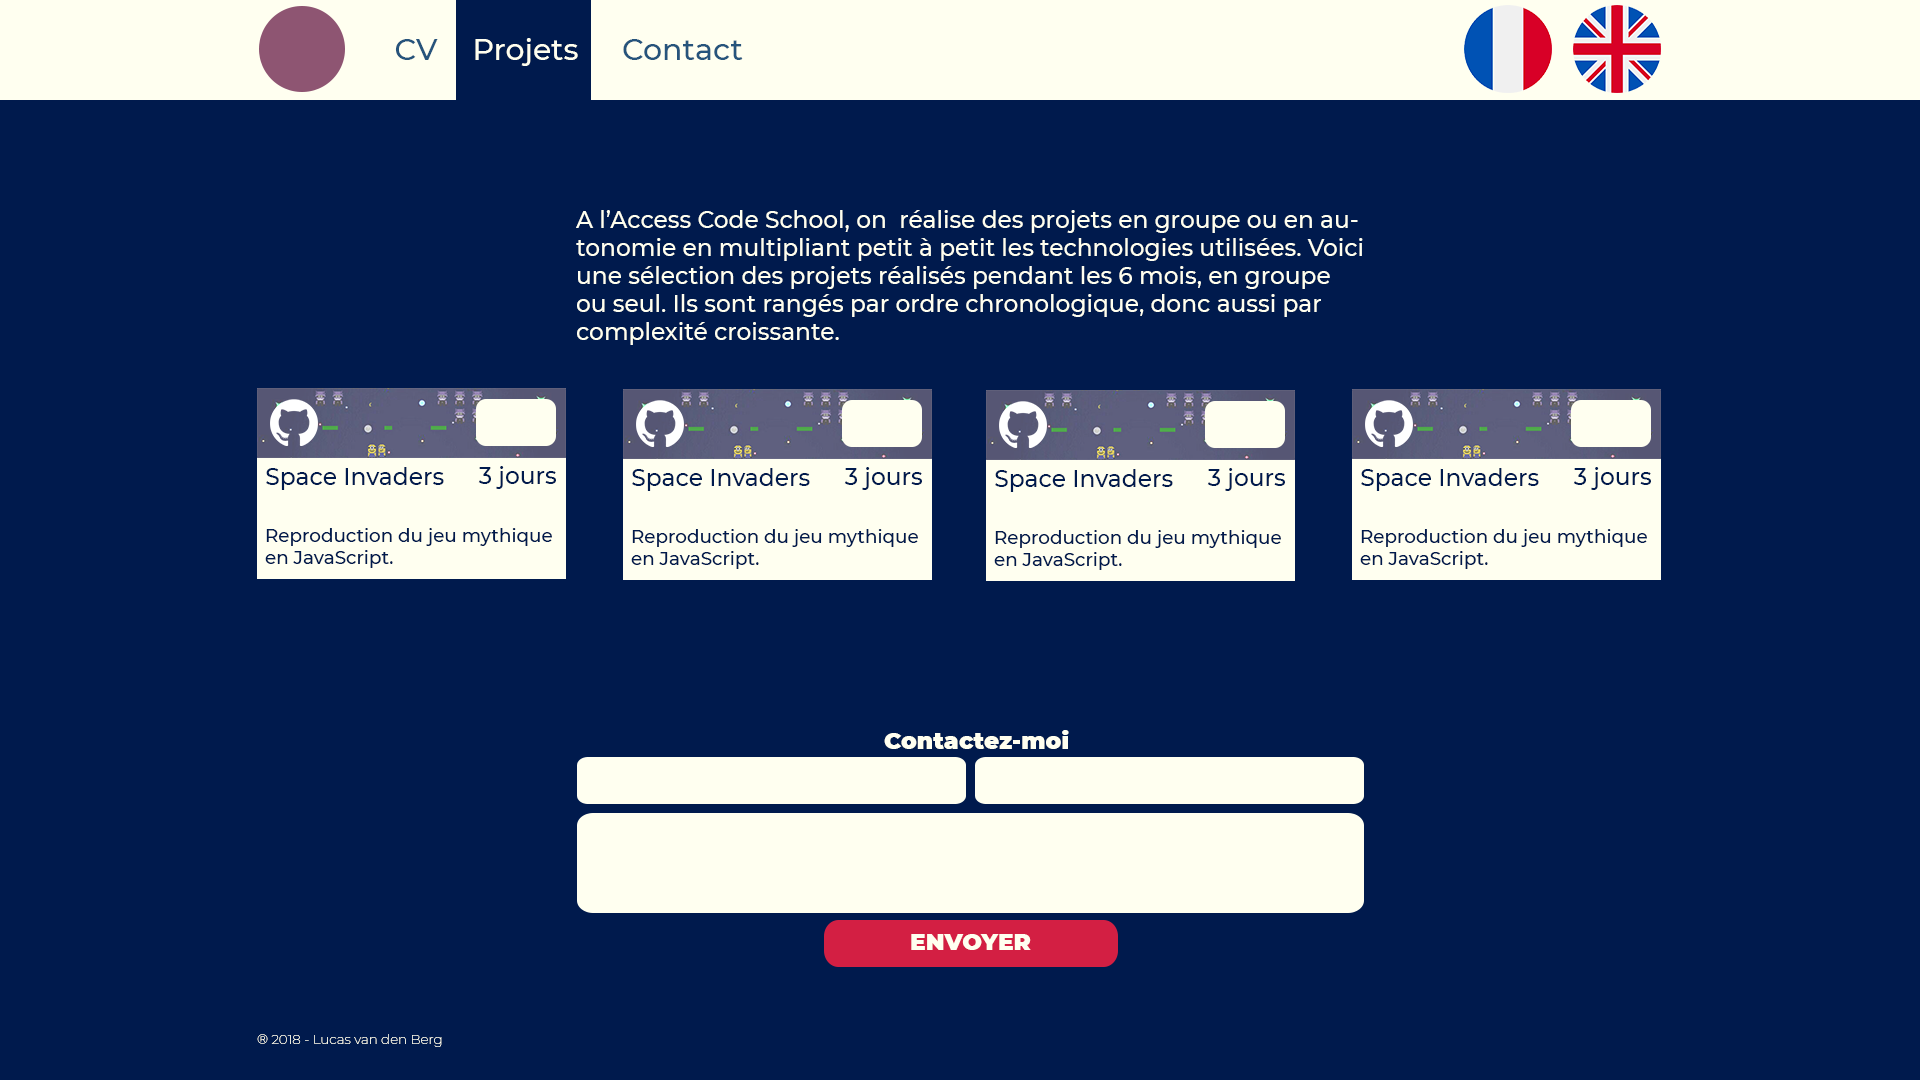 CV
Projets
Contact
A l’Access Code School, on  réalise des projets en groupe ou en au-
tonomie en multipliant petit à petit les technologies utilisées. Voici
une sélection des projets réalisés pendant les 6 mois, en groupe
ou seul. Ils sont rangés par ordre chronologique, donc aussi par
complexité croissante.
Space Invaders
3 jours
Reproduction du jeu mythique
en JavaScript.
Space Invaders
3 jours
Reproduction du jeu mythique
en JavaScript.
Space Invaders
3 jours
Reproduction du jeu mythique
en JavaScript.
Space Invaders
3 jours
Reproduction du jeu mythique
en JavaScript.
Contactez-moi
ENVOYER
® 2018 - Lucas van den Berg